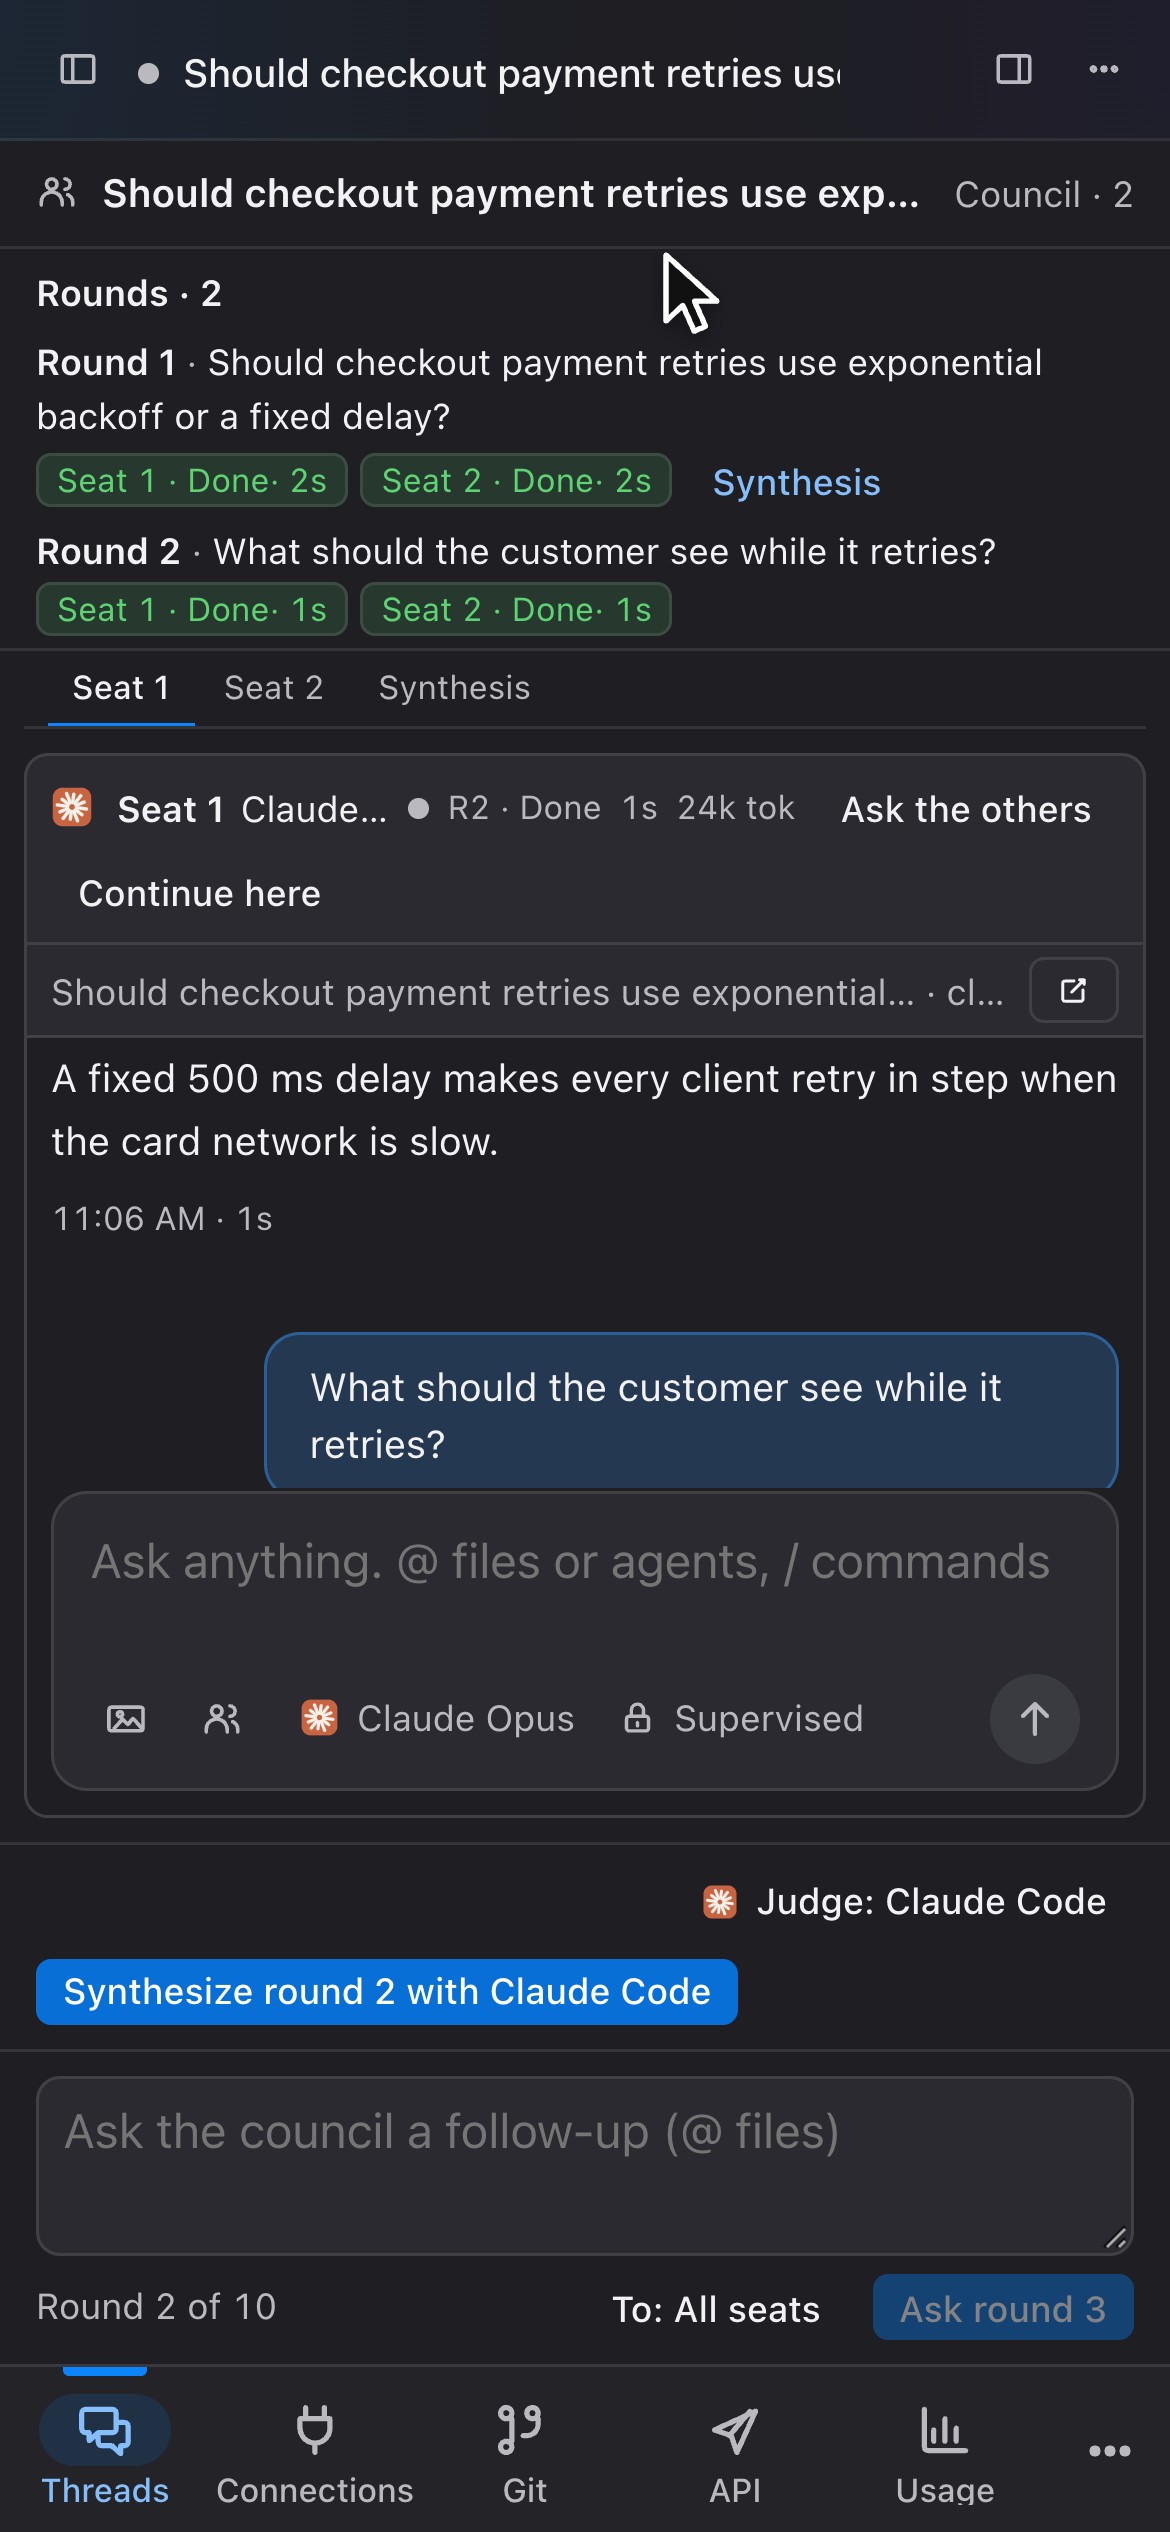 Should checkout payment retries us
Should checkout payment retries use exp... Council · 2
Rounds · 2
Round 1 · Should checkout payment retries use exponential
backoff or a fixed delay?
Seat 1 · Done· 2s Seat 2 · Done· 2s Synthesis
Round 2 · What should the customer see while it retries?
Seat 1 · Done· 1s Seat 2 · Done· 1s
Seat 1 Seat 2 Synthesis
Seat 1 Claude... R2 · Done 1s 24k tok Ask the others
Continue here
Should checkout payment retries use exponential... · cl...
A fixed 500 ms delay makes every client retry in step when
the card network is slow.
11:06 AM · 1s
What should the customer see while it
retries?
Ask anything. @ files or agents, / commands
Claude Opus Supervised
Judge: Claude Code
Synthesize round 2 with Claude Code
Ask the council a follow-up (@ files)
Round 2 of 10 To: All seats Ask round 3
Threads Connections Git API Usage